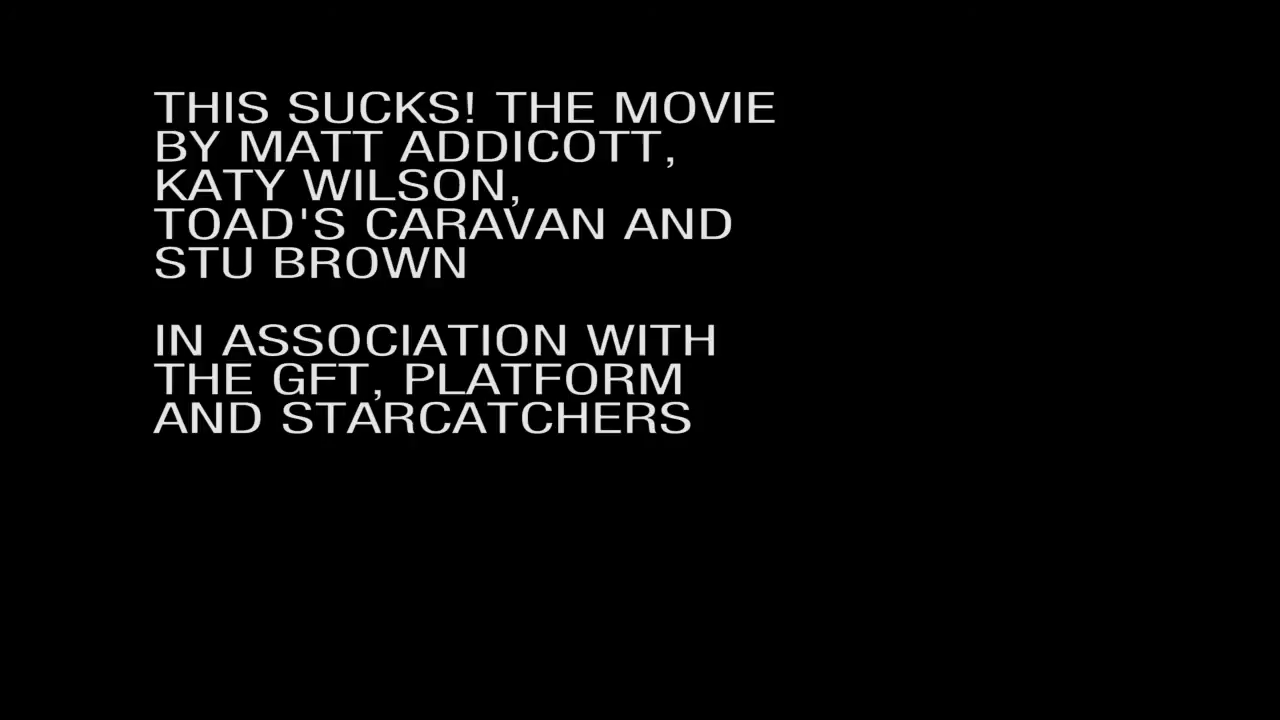 THIS SUCKS! THE MOVIE
BY MATT ADDICOTT,
KATY WILSON,
TOAD'S CARAVAN AND
STU BROWN
IN ASSOCIATION WITH
THE GFT, PLATFORM
AND STARCATCHERS